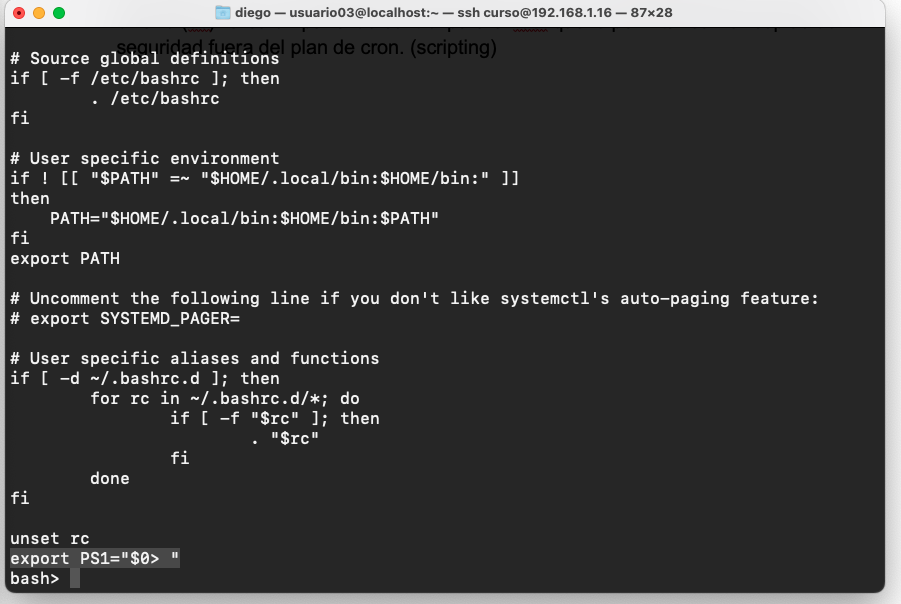 diego — usuario03@localhost:~ — ssh curso@192.168.1.16 — 87×28
seguridad fuera del plan de cron. (scripting)
# Source global definitions
if [ -f /etc/bashrc ]; then
        . /etc/bashrc
fi

# User specific environment
if ! [[ "$PATH" =~ "$HOME/.local/bin:$HOME/bin:" ]]
then
    PATH="$HOME/.local/bin:$HOME/bin:$PATH"
fi
export PATH

# Uncomment the following line if you don't like systemctl's auto-paging feature:
# export SYSTEMD_PAGER=

# User specific aliases and functions
if [ -d ~/.bashrc.d ]; then
        for rc in ~/.bashrc.d/*; do
                if [ -f "$rc" ]; then
                        . "$rc"
                fi
        done
fi

unset rc
export PS1="$0> "
bash>